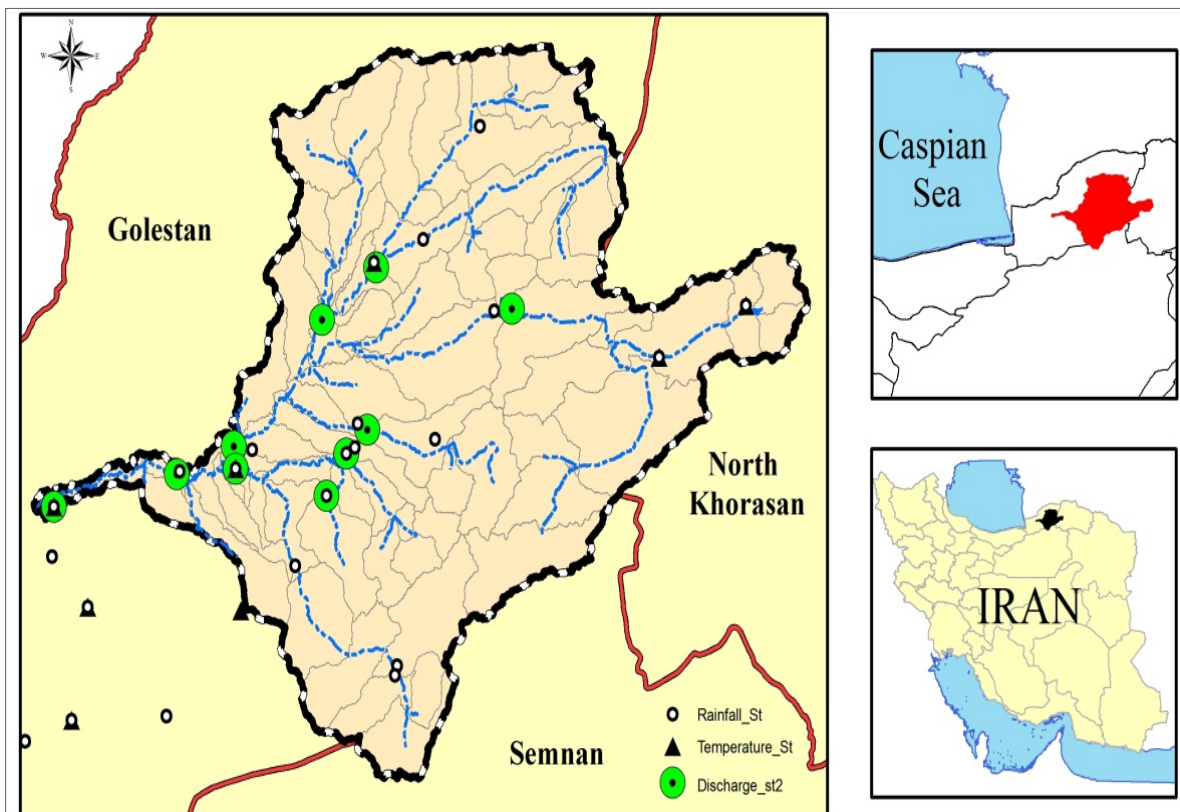 N
W
E
S
Golestan
North
Khorasan
Semnan
Rainfall_St
Temperature_St
Discharge_st2
Caspian
Sea
IRAN